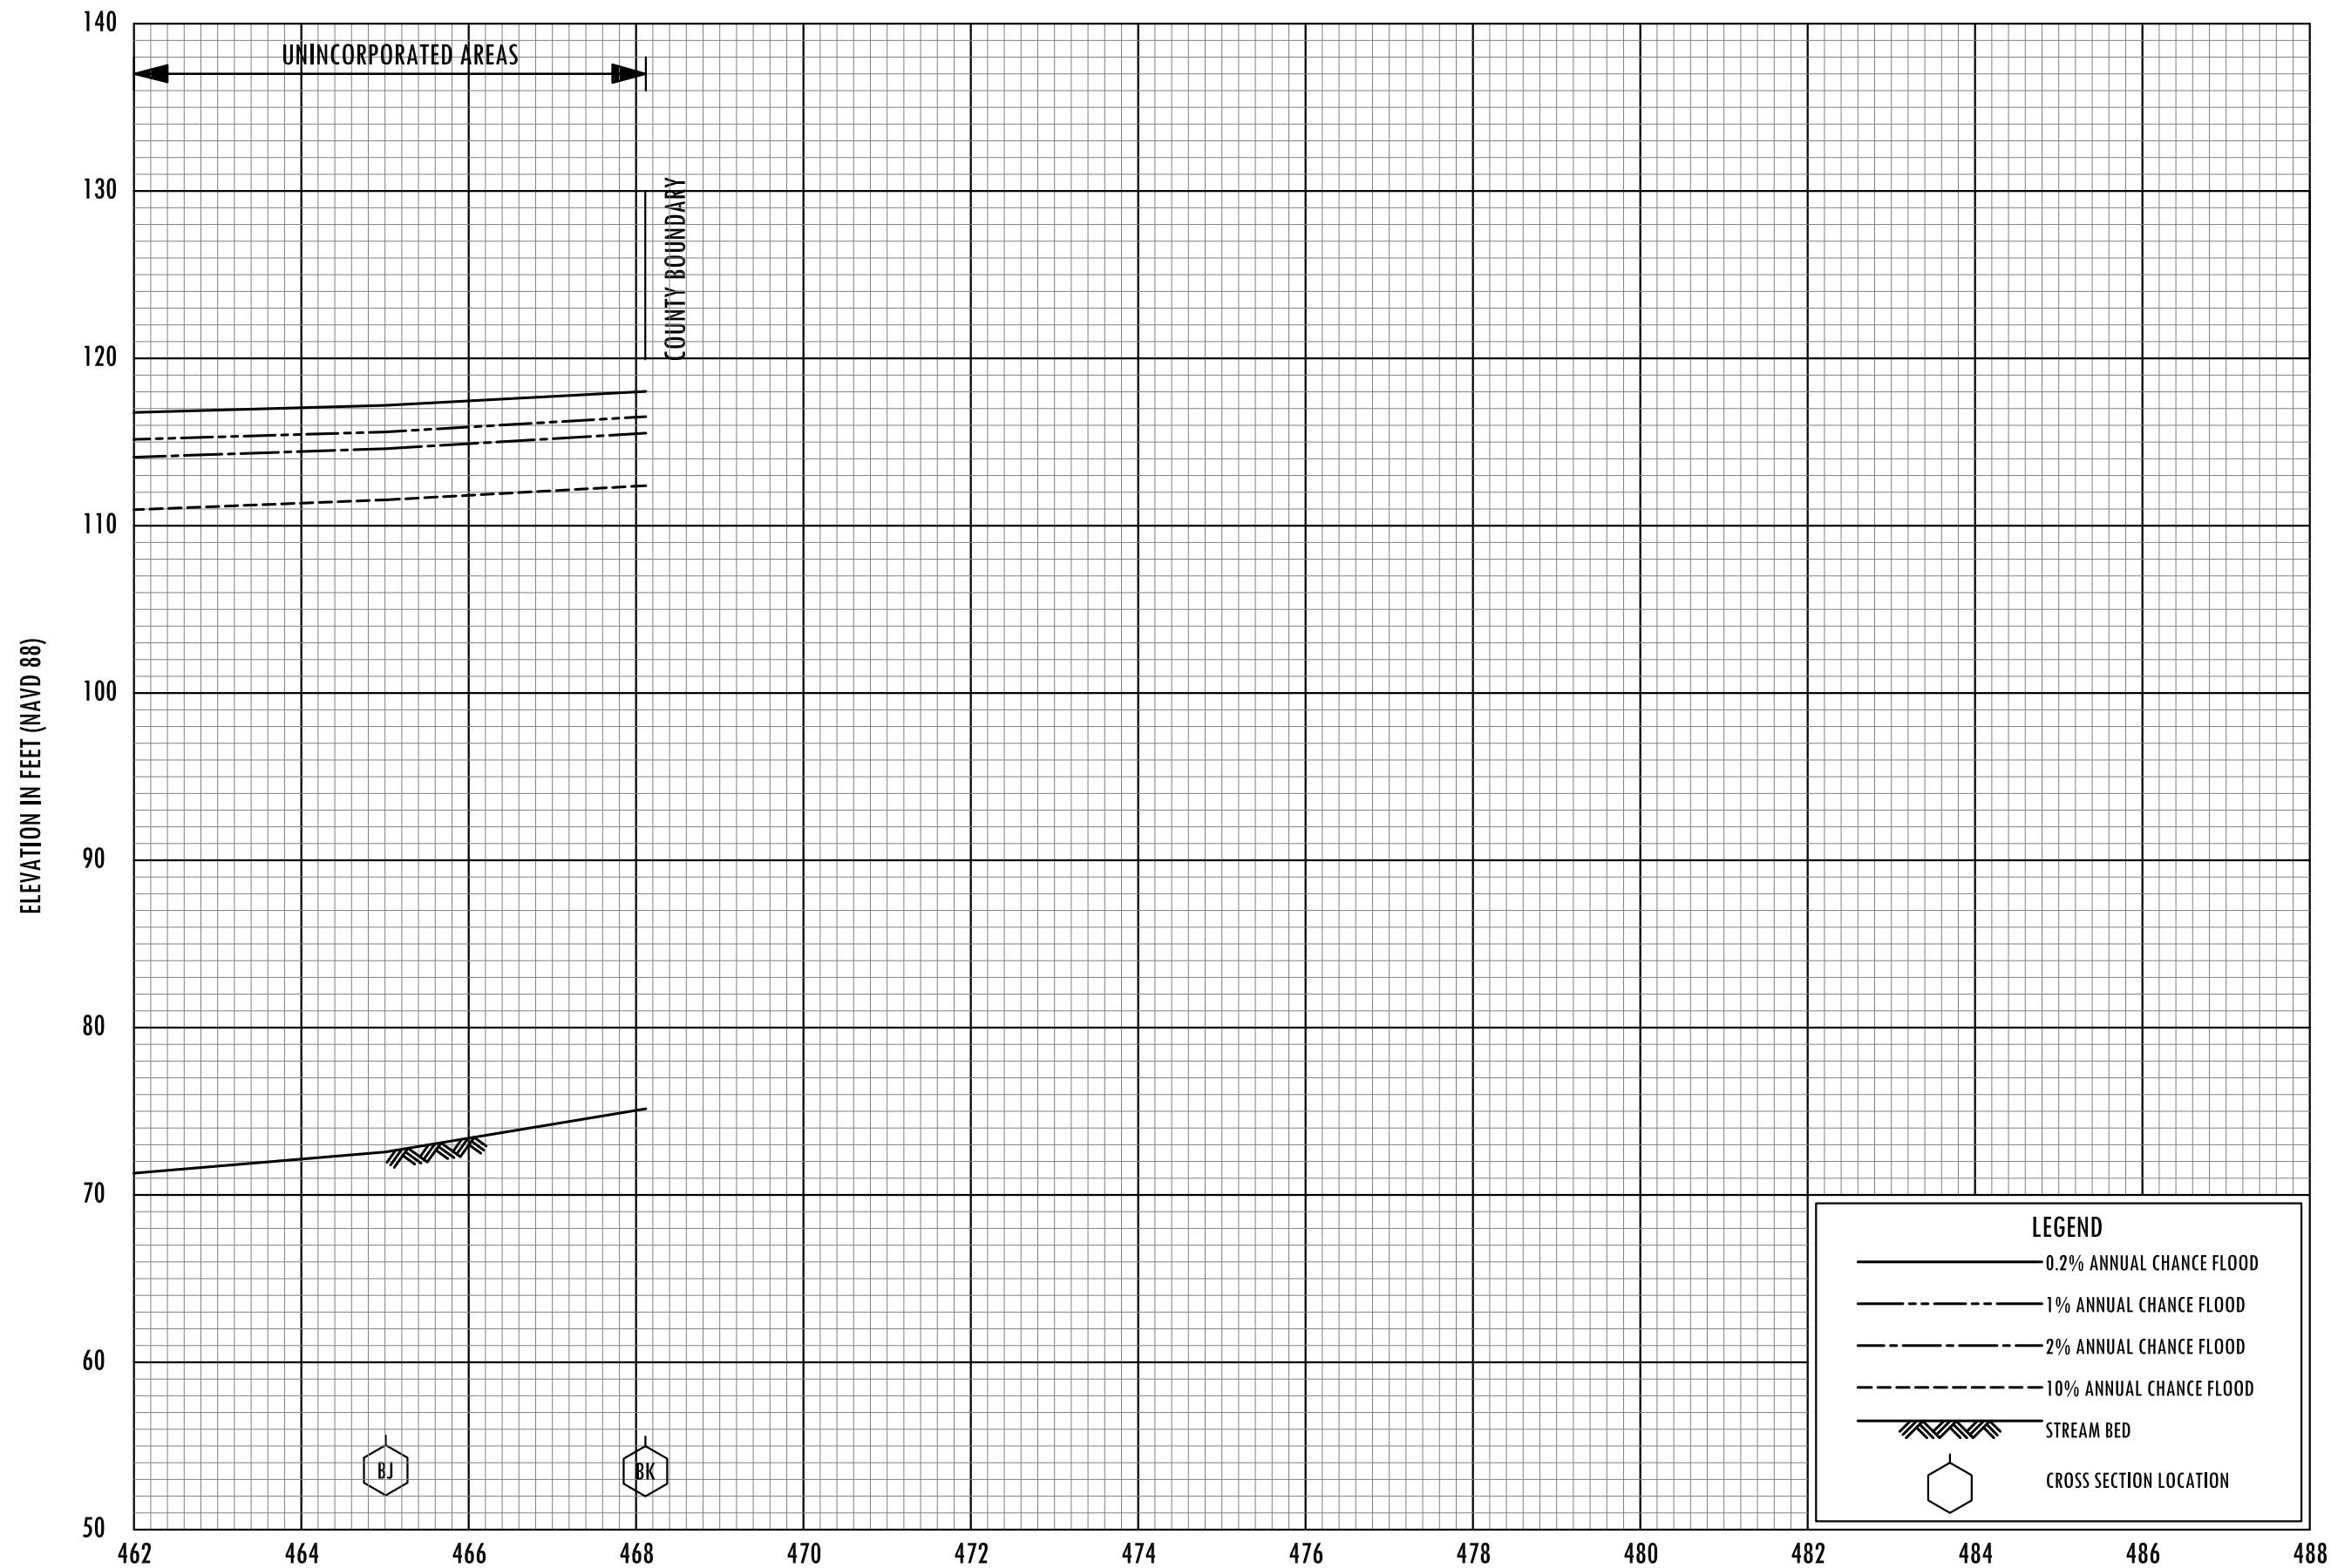 140
UNINCORPORATED AREAS
130
COUNTY BOUNDARY
120
110
100
ELEVATION IN FEET (NAVD 88)
90
80
70
60
50
BJ
BK
LEGEND
0.2% ANNUAL CHANCE FLOOD
1% ANNUAL CHANCE FLOOD
2% ANNUAL CHANCE FLOOD
10% ANNUAL CHANCE FLOOD
STREAM BED
CROSS SECTION LOCATION
462 464 466 468 470 472 474 476 478 480 482 484 486 488